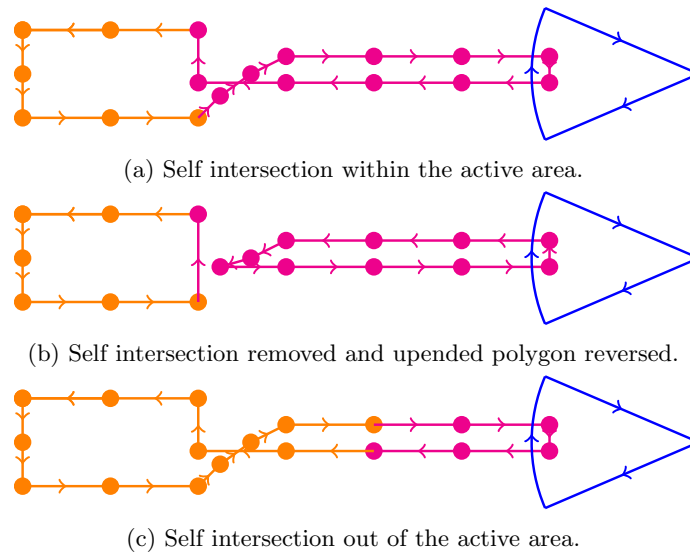 (a) Self intersection within the active area.
(b) Self intersection removed and upended polygon reversed.
(c) Self intersection out of the active area.